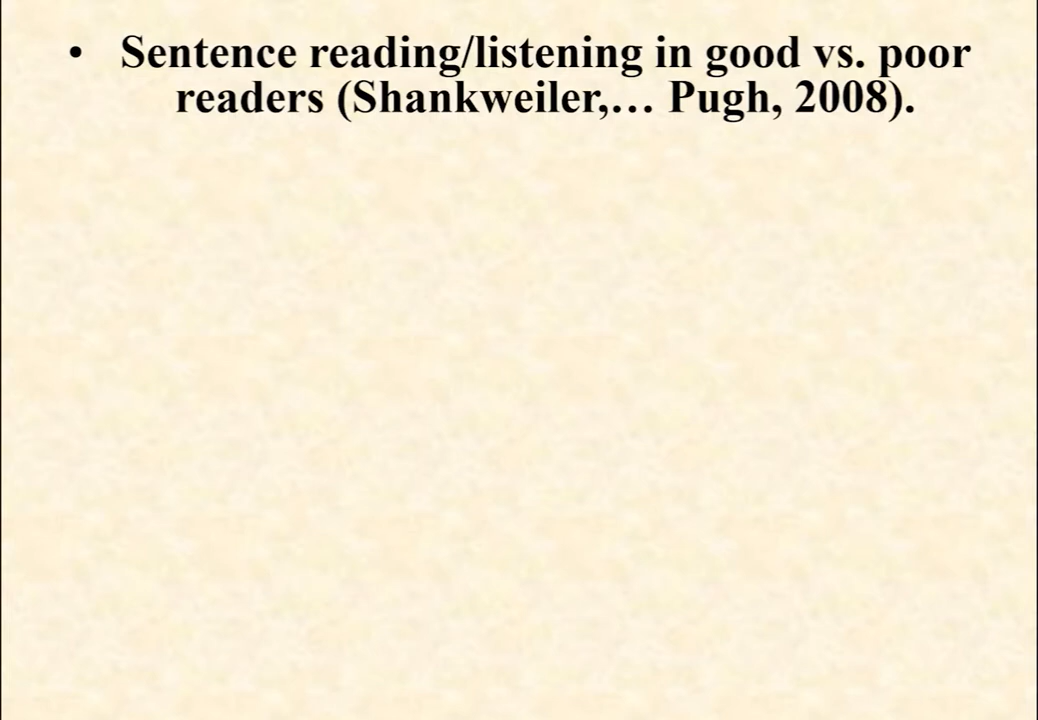 • Sentence reading/listening in good vs. poor
readers (Shankweiler,… Pugh, 2008).